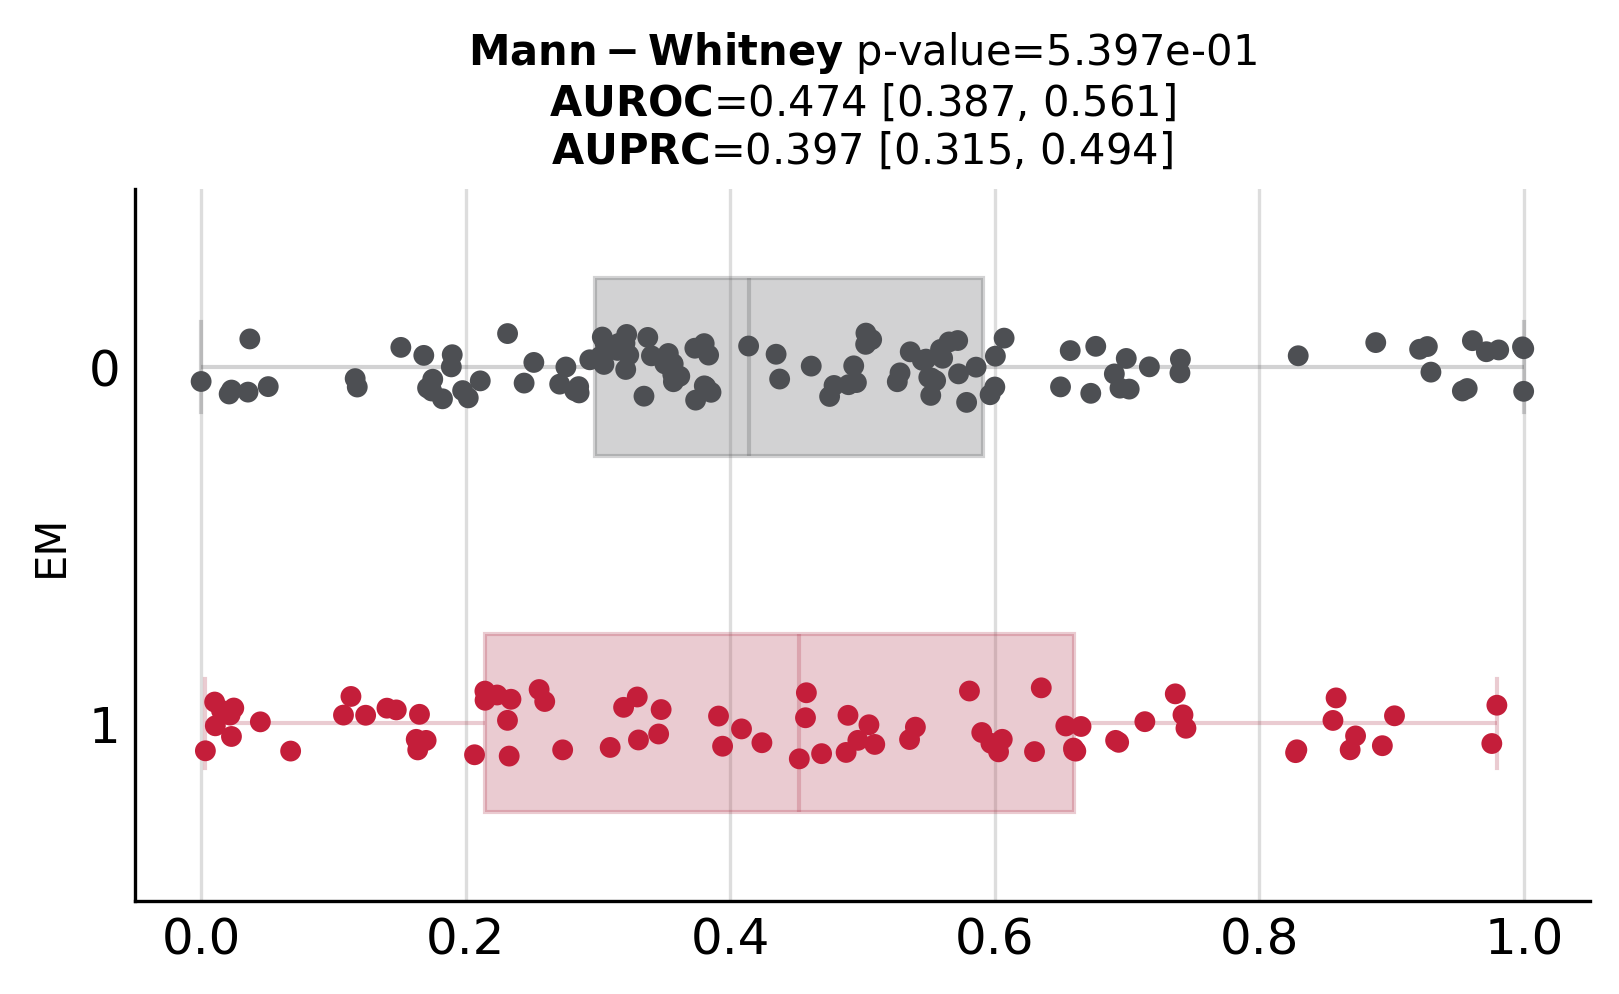 Mann − Whitney p-value=5.397e-01
AUROC=0.474 [0.387, 0.561]
AUPRC=0.397 [0.315, 0.494]
0
EM
1
0.0 0.2 0.4 0.6 0.8 1.0